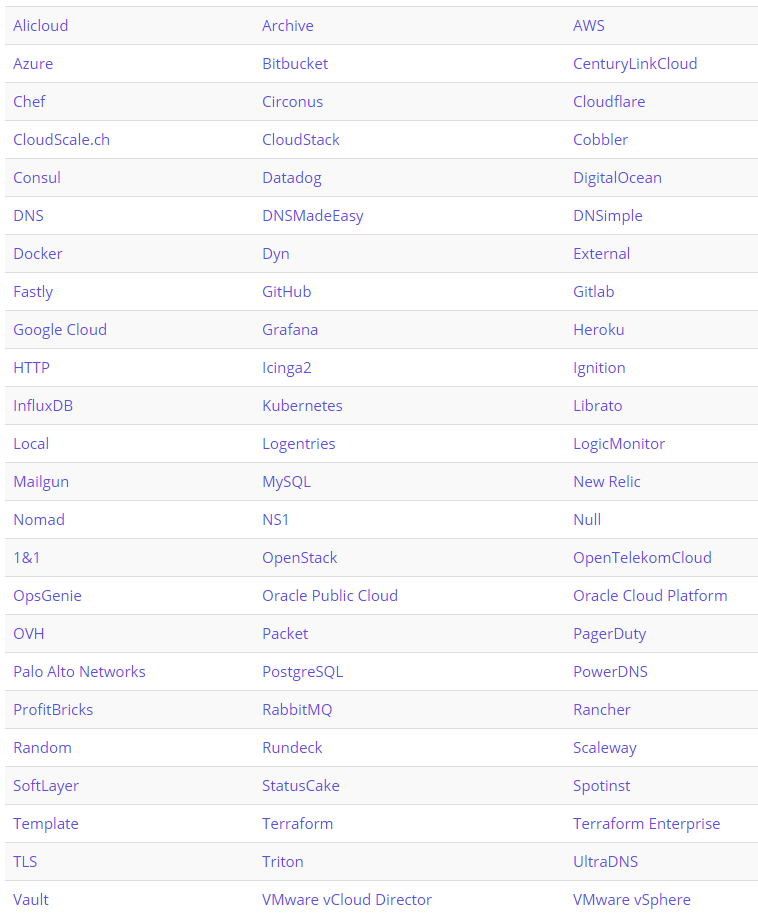 Alicloud Archive AWS
Azure Bitbucket CenturyLinkCloud
Chef Circonus Cloudflare
CloudScale.ch CloudStack Cobbler
Consul Datadog DigitalOcean
DNS DNSMadeEasy DNSimple
Docker Dyn External
Fastly GitHub Gitlab
Google Cloud Grafana Heroku
HTTP Icinga2 Ignition
InfluxDB Kubernetes Librato
Local Logentries LogicMonitor
Mailgun MySQL New Relic
Nomad NS1 Null
1&1 OpenStack OpenTelekomCloud
OpsGenie Oracle Public Cloud Oracle Cloud Platform
OVH Packet PagerDuty
Palo Alto Networks PostgreSQL PowerDNS
ProfitBricks RabbitMQ Rancher
Random Rundeck Scaleway
SoftLayer StatusCake Spotinst
Template Terraform Terraform Enterprise
TLS Triton UltraDNS
Vault VMware vCloud Director VMware vSphere